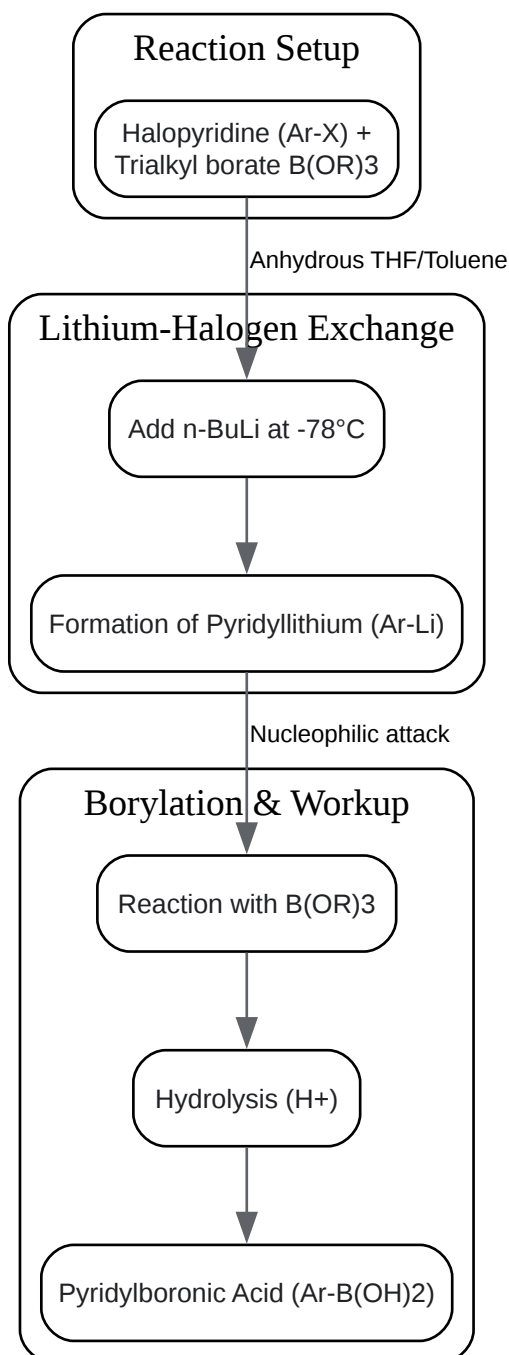 Reaction Setup
Halopyridine (Ar-X) +
Trialkyl borate B(OR)3
Anhydrous THF/Toluene
Lithium-Halogen Exchange
Add n-BuLi at -78°C
Formation of Pyridyllithium (Ar-Li)
Nucleophilic attack
Borylation & Workup
Reaction with B(OR)3
Hydrolysis (H+)
Pyridylboronic Acid (Ar-B(OH)2)